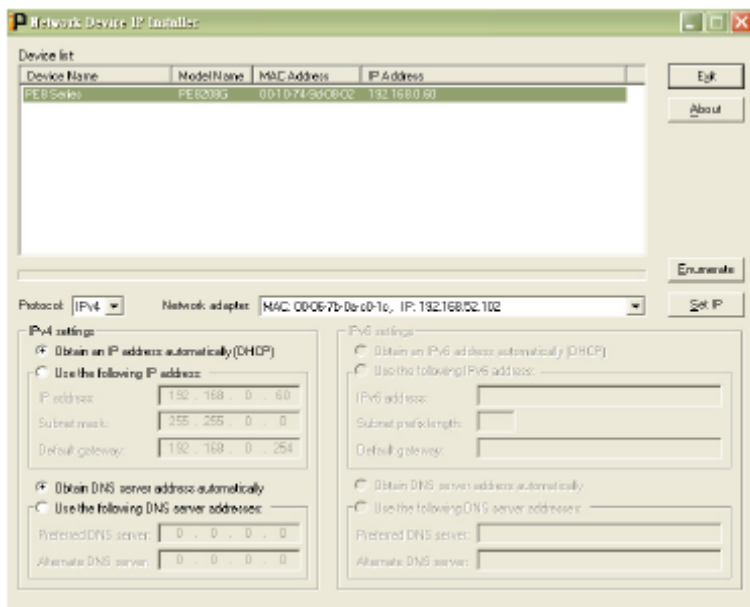 Network Device IP Installer
Device list
Device Name Model Name MAC Address IP Address
PE8 Series PE8208G 00-10-74-9d-08-02 192.168.0.60
Exit
About
Enumerate
Protocol: IPv4 Network adapter: MAC: 00-06-7b-0a-c0-1c, IP: 192.168.52.102 Set IP
IPv4 settings
Obtain an IP address automatically (DHCP)
Use the following IP address:
IP address: 192 . 168 . 0 . 60
Subnet mask: 255 . 255 . 0 . 0
Default gateway: 192 . 168 . 0 . 254
Obtain DNS server address automatically
Use the following DNS server addresses:
Preferred DNS server: 0 . 0 . 0 . 0
Alternate DNS server: 0 . 0 . 0 . 0
IPv6 settings
Obtain an IPv6 address automatically (DHCP)
Use the following IPv6 address:
IPv6 address:
Subnet prefix length:
Default gateway:
Obtain DNS server address automatically
Use the following DNS server addresses:
Preferred DNS server:
Alternate DNS server: